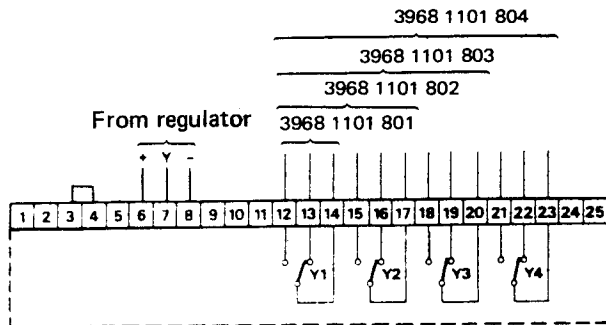 3968 1101 804
3968 1101 803
3968 1101 802
From regulator 3968 1101 801
+ Y -
1 2 3 4 5 6 7 8 9 10 11 12 13 14 15 16 17 18 19 20 21 22 23 24 25
Y1 Y2 Y3 Y4